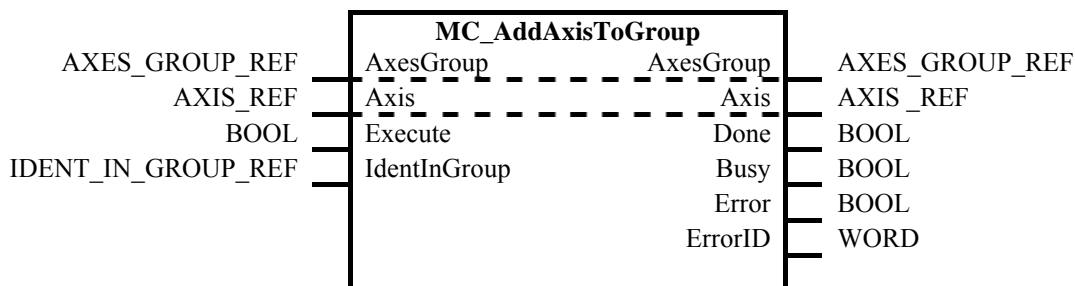 MC_AddAxisToGroup
AXES_GROUP_REF AxesGroup AxesGroup AXES_GROUP_REF
AXIS_REF Axis Axis AXIS _REF
BOOL Execute Done BOOL
IDENT_IN_GROUP_REF IdentInGroup Busy BOOL
Error BOOL
ErrorID WORD